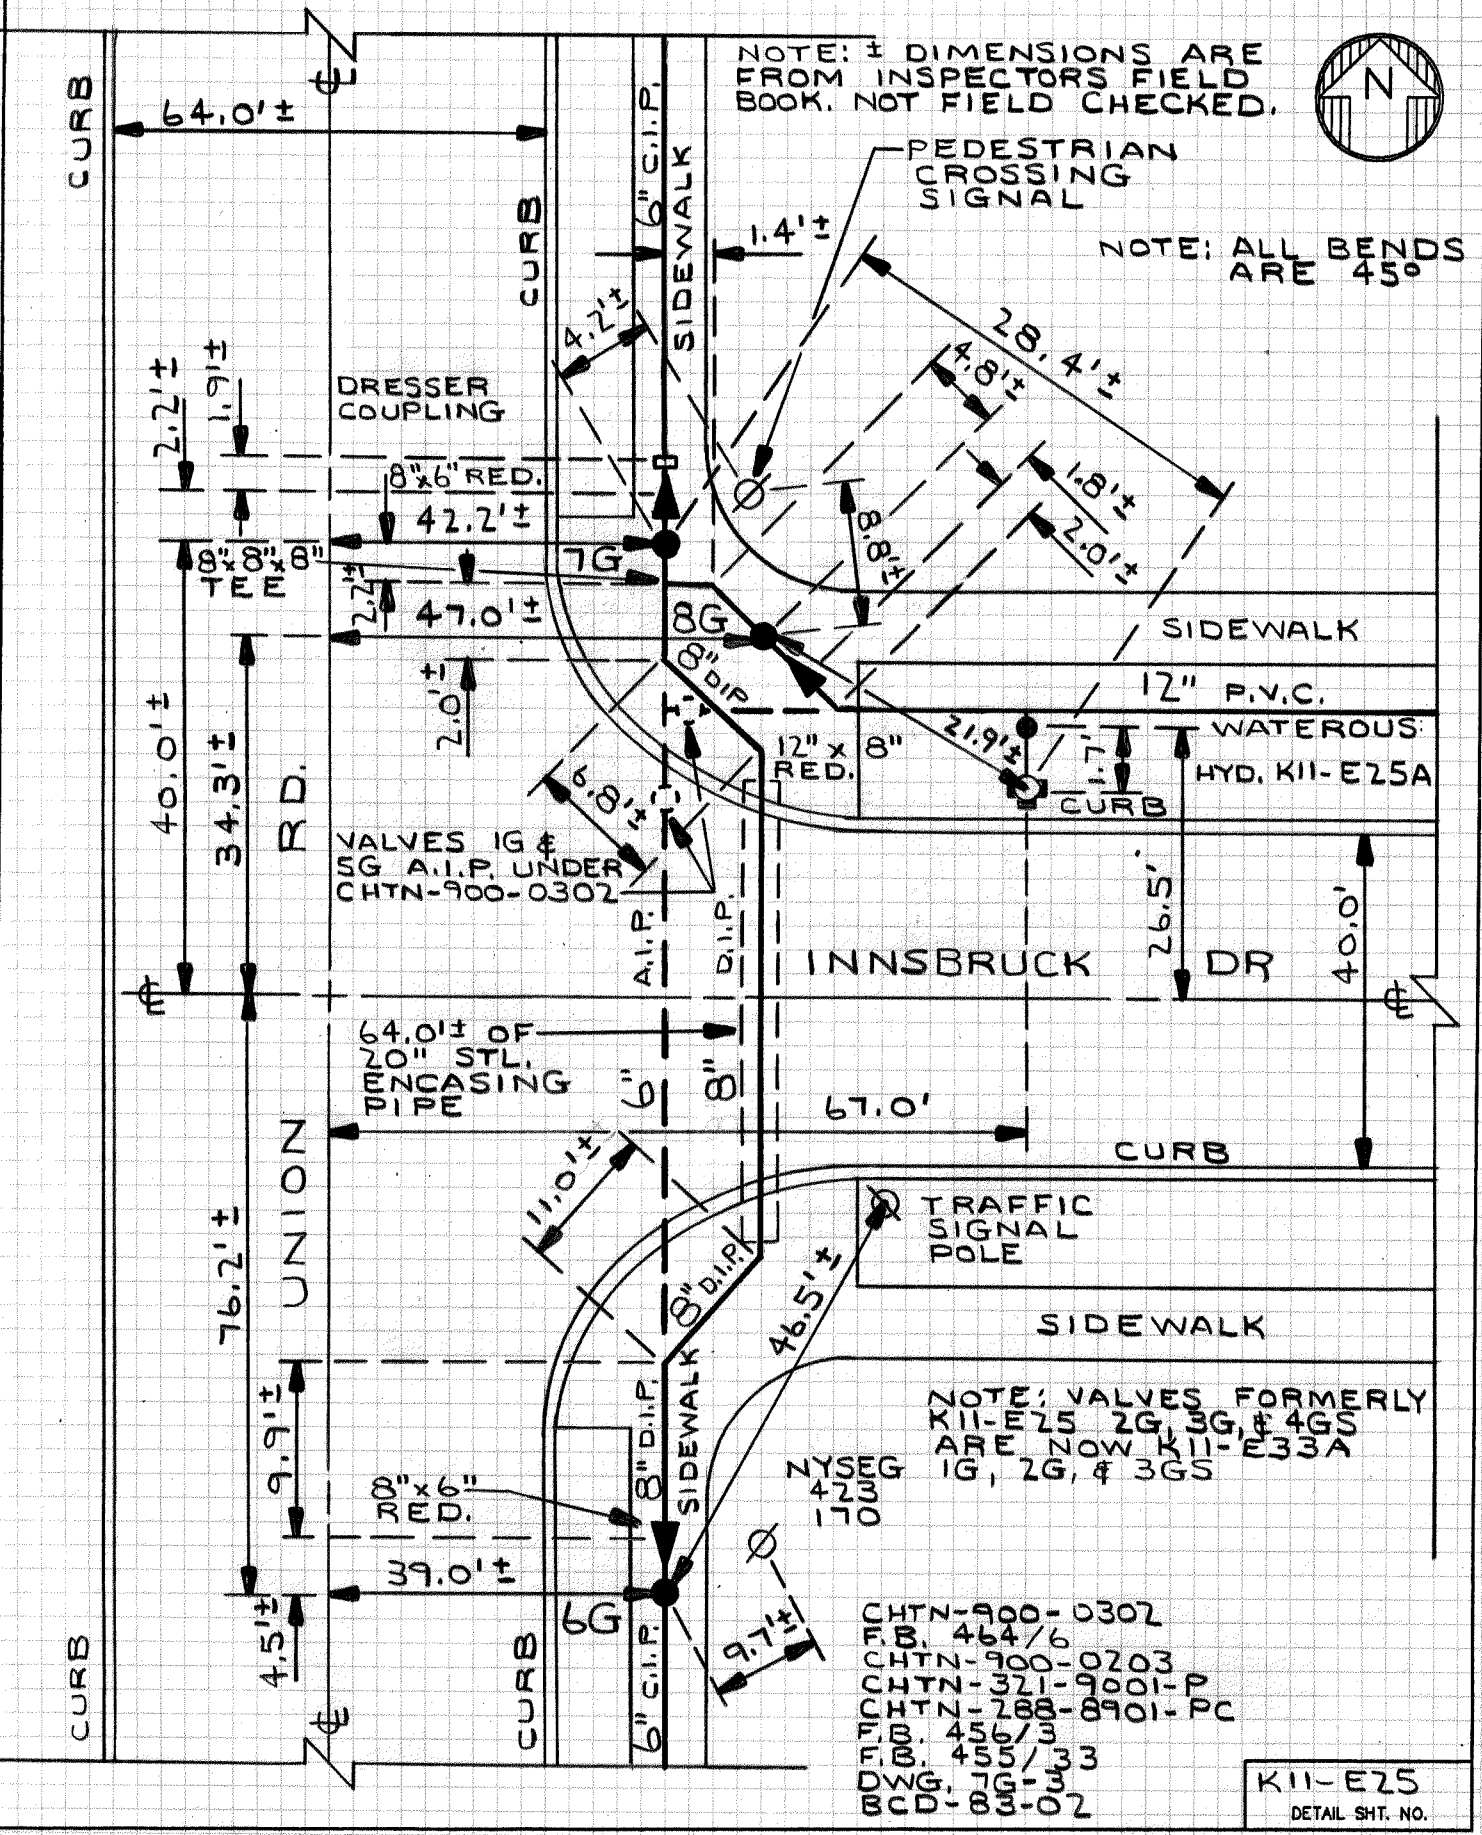 NOTE: ± DIMENSIONS ARE
FROM INSPECTORS FIELD
BOOK. NOT FIELD CHECKED.
N
CURB
64.0'±
℄
CURB
6" C.I.P.
SIDEWALK
1.4'±
PEDESTRIAN
CROSSING
SIGNAL
NOTE: ALL BENDS
ARE 45°
4.2'±
28.4'±
4.8'±
1.8'±
2.0'±
8.8'±
2.2'±
1.9'±
DRESSER
COUPLING
8"x6" RED.
42.2'±
7G
8"x8"x8"
TEE
2.2'±
47.0'±
8G
8"
DIP
SIDEWALK
12" P.V.C.
WATEROUS
HYD. K11-E25A
1.7'
CURB
21.9'±
12" x 8"
RED.
2.0'±
40.0'±
34.3'±
RD.
6.8'±
VALVES 1G &
5G A.I.P. UNDER
CHTN-900-0302
A.I.P.
D.I.P.
INNSBRUCK DR
26.5'
40.0'
℄
℄
64.0'± OF
20" STL.
ENCASING
PIPE
6"
8"
67.0'
UNION
CURB
11.0'±
8" D.I.P.
TRAFFIC
SIGNAL
POLE
46.5'±
76.2'±
SIDEWALK
9.9'±
8" D.I.P.
SIDEWALK
NOTE: VALVES FORMERLY
K11-E25 2G, 3G, & 4GS
ARE NOW K11-E33A
1G, 2G, & 3GS
NYSEG
423
170
8"x6"
RED.
39.0'±
6G
4.5'±
9.7'±
CURB
℄
CURB
6" C.I.P.
CHTN-900-0302
F.B. 464/6
CHTN-900-0203
CHTN-321-9001-P
CHTN-288-8901-PC
F.B. 456/3
F.B. 455/33
DWG. 7G-3
BCD-83-02
K11-E25
DETAIL SHT. NO.